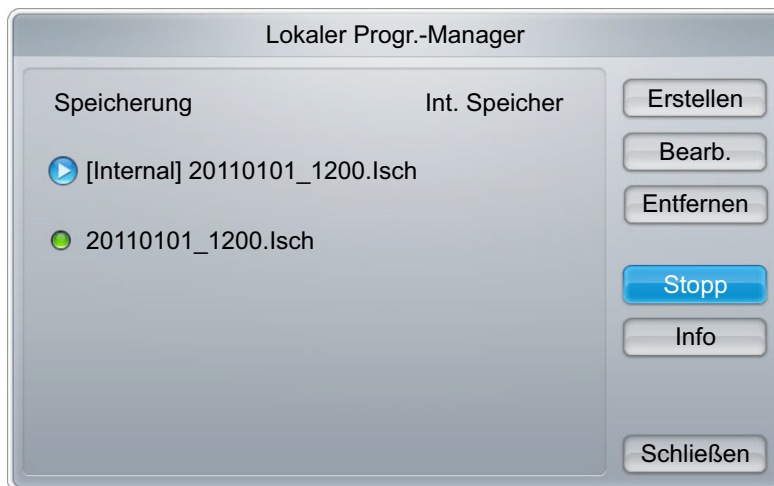 Lokaler Progr.-Manager
Speicherung Int. Speicher
[Internal] 20110101_1200.lsch
20110101_1200.lsch
Erstellen
Bearb.
Entfernen
Stopp
Info
Schließen